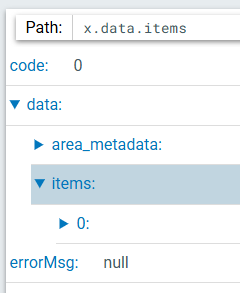 Path: x.data.items
code: 0
data:
area_metadata:
items:
0:
errorMsg: null